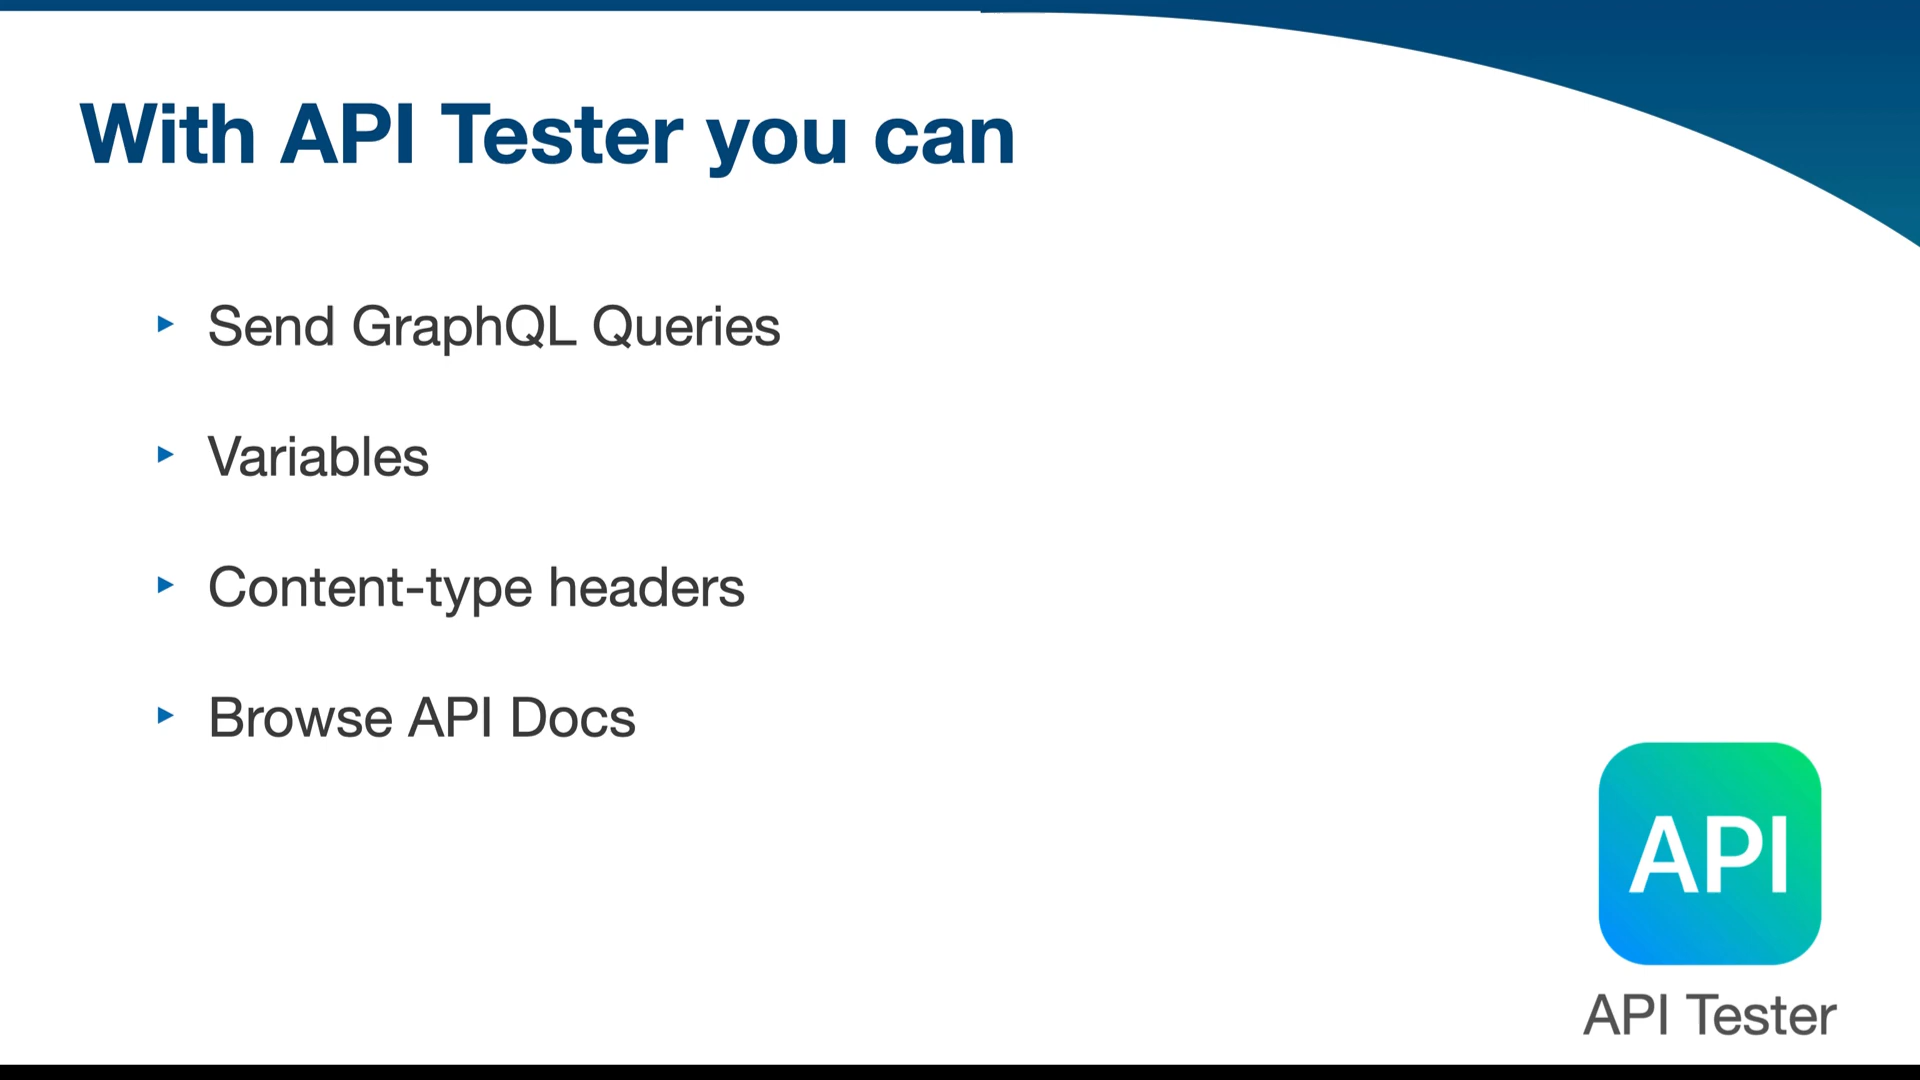 With API Tester you can
Send GraphQL Queries
Variables
Content-type headers
Browse API Docs
API
API Tester